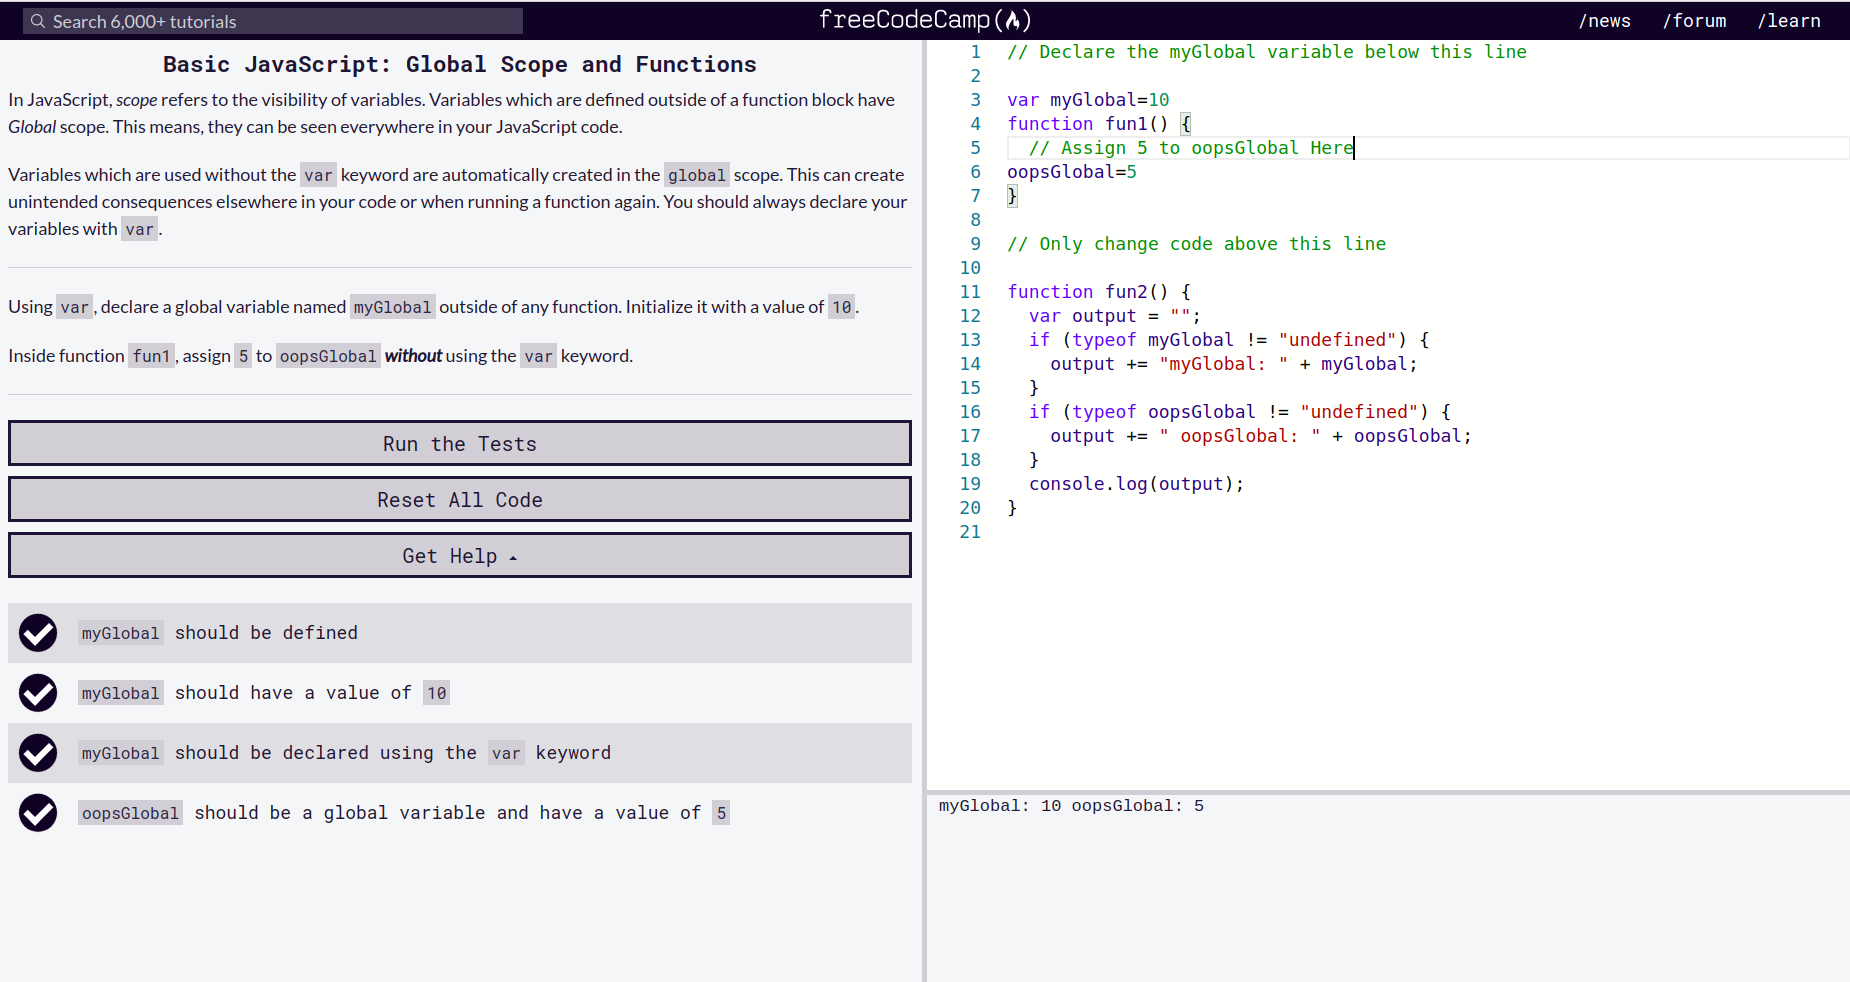 Search 6,000+ tutorials
freeCodeCamp
/news /forum /learn
Basic JavaScript: Global Scope and Functions
In JavaScript, scope refers to the visibility of variables. Variables which are defined outside of a function block have
Global scope. This means, they can be seen everywhere in your JavaScript code.
Variables which are used without the var keyword are automatically created in the global scope. This can create
unintended consequences elsewhere in your code or when running a function again. You should always declare your
variables with var.
Using var, declare a global variable named myGlobal outside of any function. Initialize it with a value of 10.
Inside function fun1, assign 5 to oopsGlobal without using the var keyword.
Run the Tests
Reset All Code
Get Help
myGlobal should be defined
myGlobal should have a value of 10
myGlobal should be declared using the var keyword
oopsGlobal should be a global variable and have a value of 5
1 // Declare the myGlobal variable below this line
2
3 var myGlobal=10
4 function fun1() {
5   // Assign 5 to oopsGlobal Here
6 oopsGlobal=5
7 }
8
9 // Only change code above this line
10
11 function fun2() {
12   var output = "";
13   if (typeof myGlobal != "undefined") {
14     output += "myGlobal: " + myGlobal;
15   }
16   if (typeof oopsGlobal != "undefined") {
17     output += " oopsGlobal: " + oopsGlobal;
18   }
19   console.log(output);
20 }
21
myGlobal: 10 oopsGlobal: 5